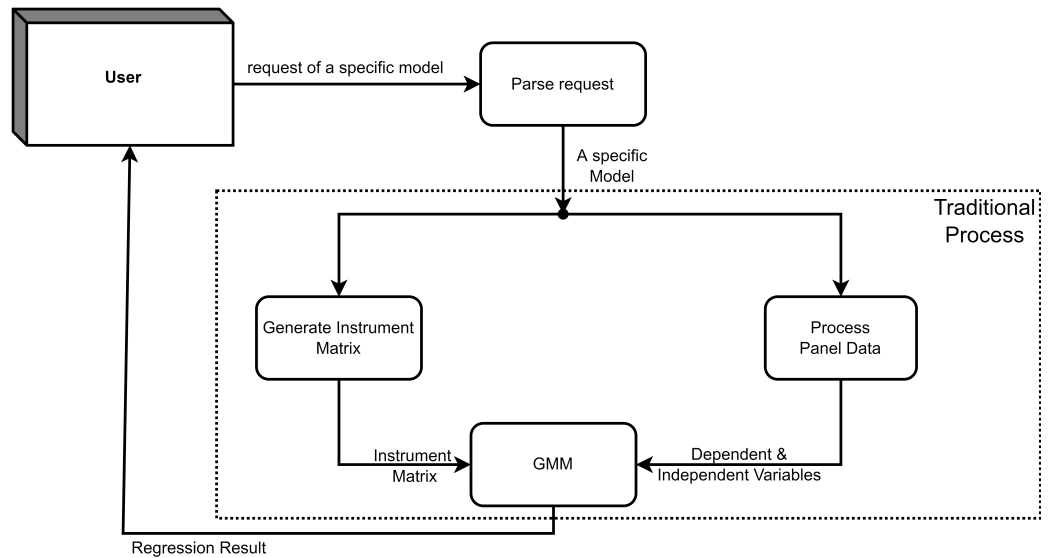 User
request of a specific model
Parse request
A specific
Model
Traditional
Process
Generate Instrument
Matrix
Process
Panel Data
Instrument
Matrix
GMM
Dependent &
Independent Variables
Regression Result